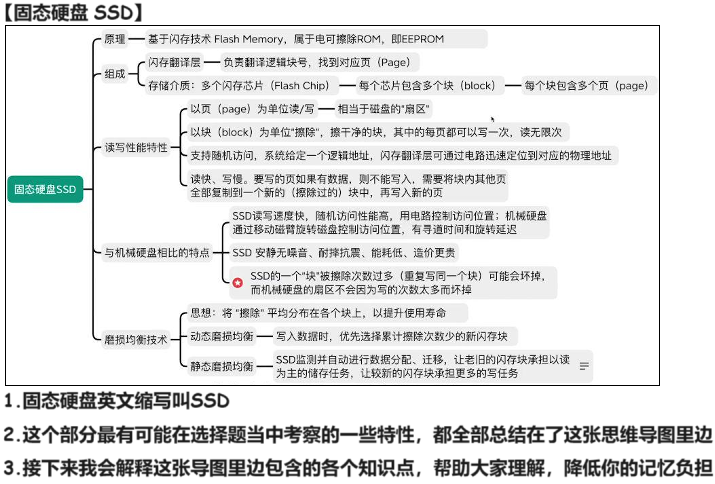 【固态硬盘 SSD】
原理
基于闪存技术 Flash Memory，属于电可擦除ROM，即EEPROM
组成
闪存翻译层
负责翻译逻辑块号，找到对应页（Page）
存储介质：多个闪存芯片（Flash Chip）
每个芯片包含多个块（block）
每个块包含多个页（page）
固态硬盘SSD
读写性能特性
以页（page）为单位读/写
相当于磁盘的"扇区"
以块（block）为单位"擦除"，擦干净的块，其中的每页都可以写一次，读无限次
支持随机访问，系统给定一个逻辑地址，闪存翻译层可通过电路迅速定位到对应的物理地址
读快、写慢。要写的页如果有数据，则不能写入，需要将块内其他页
全部复制到一个新的（擦除过的）块中，再写入新的页
与机械硬盘相比的特点
SSD读写速度快，随机访问性能高，用电路控制访问位置；机械硬盘
通过移动磁臂旋转磁盘控制访问位置，有寻道时间和旋转延迟
SSD 安静无噪音、耐摔抗震、能耗低、造价更贵
SSD的一个"块"被擦除次数过多（重复写同一个块）可能会坏掉，
而机械硬盘的扇区不会因为写的次数太多而坏掉
磨损均衡技术
思想：将 "擦除" 平均分布在各个块上，以提升使用寿命
动态磨损均衡
写入数据时，优先选择累计擦除次数少的新闪存块
静态磨损均衡
SSD监测并自动进行数据分配、迁移，让老旧的闪存块承担以读
为主的储存任务，让较新的闪存块承担更多的写任务
1.固态硬盘英文缩写叫SSD
2.这个部分最有可能在选择题当中考察的一些特性，都全部总结在了这张思维导图里边
3.接下来我会解释这张导图里边包含的各个知识点，帮助大家理解，降低你的记忆负担